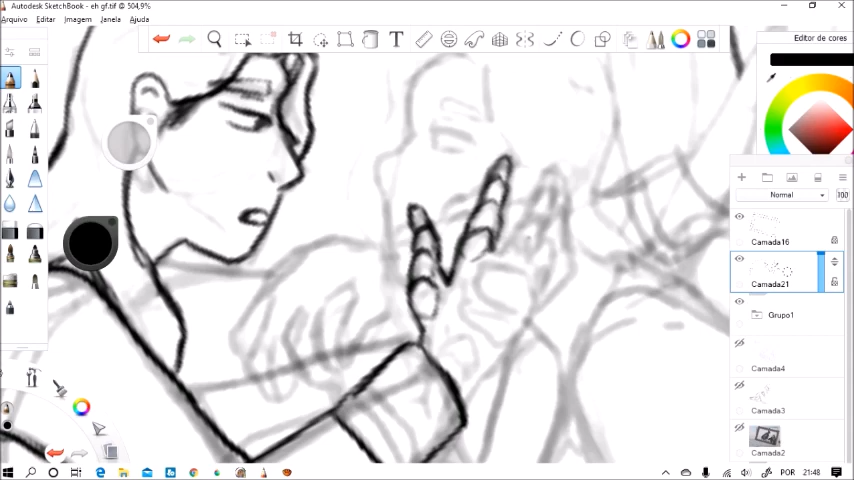 Autodesk SketchBook - eh gf.tif @ 504,9%
Arquivo Editar Imagem Janela Ajuda
T
Editor de cores
Normal 100
Camada16
Camada21
Grupo1
Camada4
Camada3
Camada2
POR 21:48